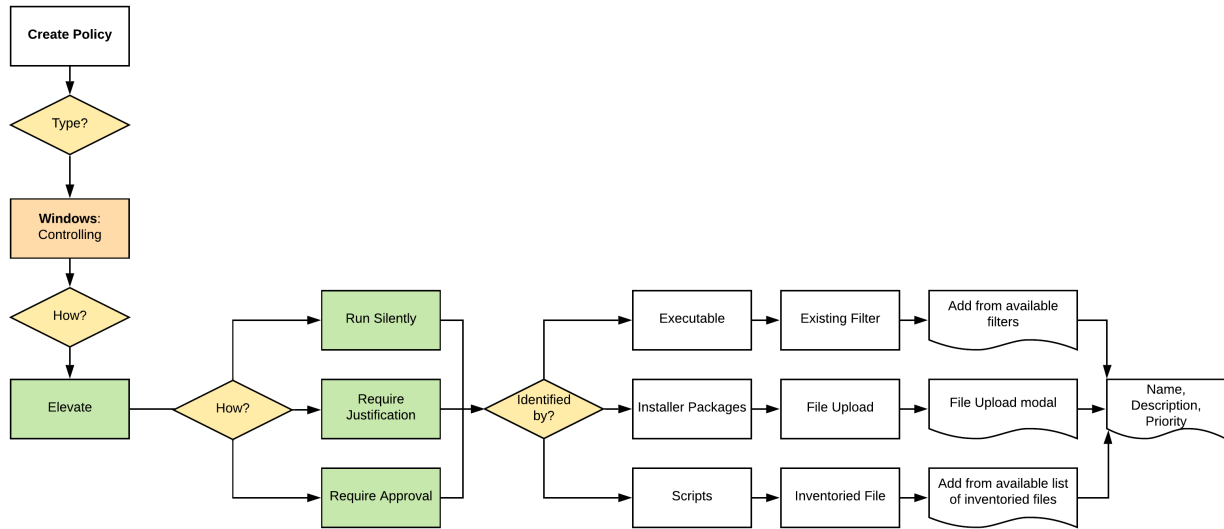 Create Policy
Type?
Windows:
Controlling
How?
Elevate
How?
Run Silently
Require
Justification
Require Approval
Identified
by?
Executable
Existing Filter
Add from available
filters
Installer Packages
File Upload
File Upload modal
Scripts
Inventoried File
Add from available list
of inventoried files
Name,
Description,
Priority